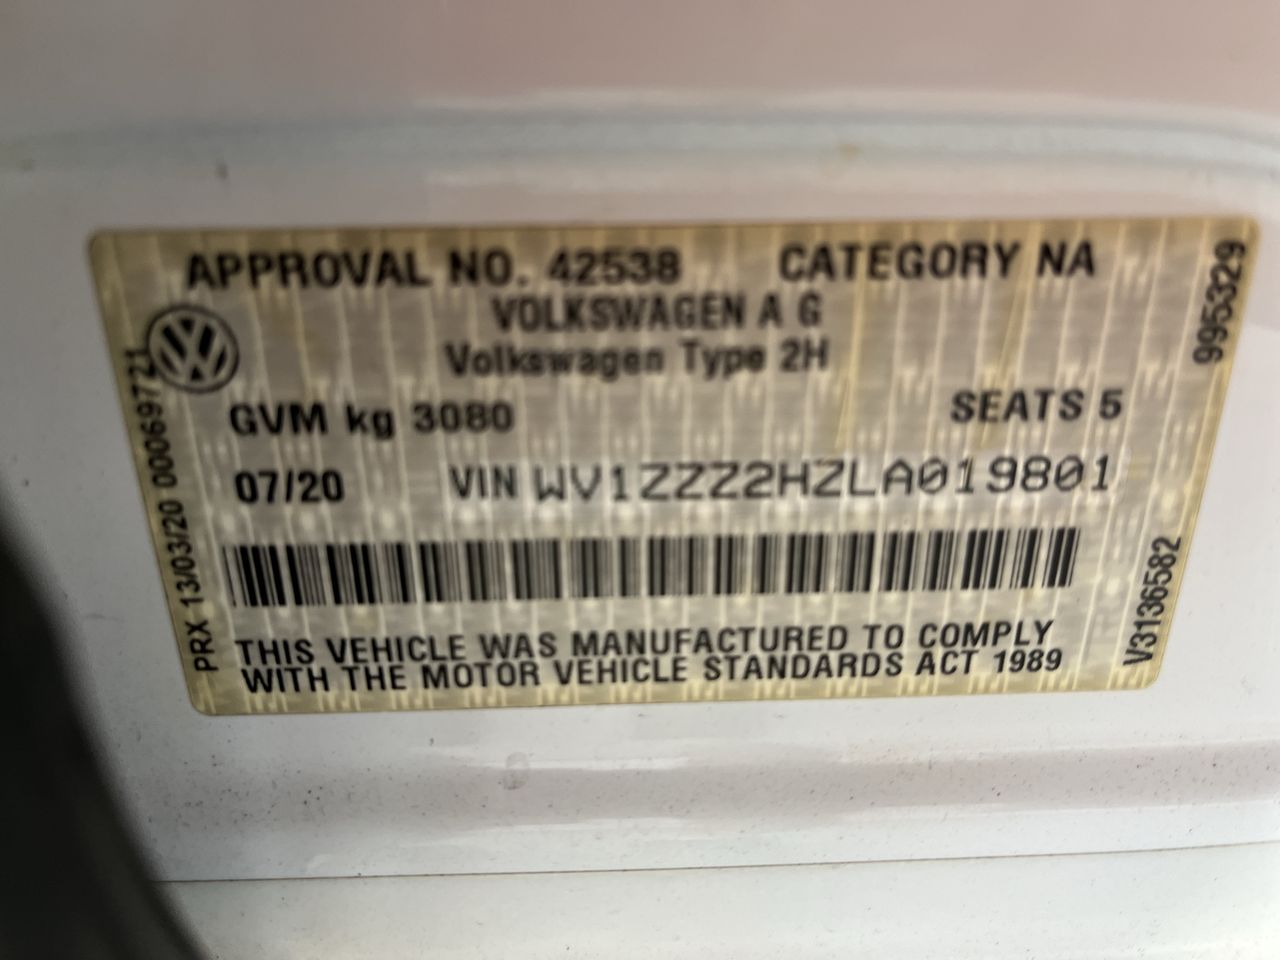 APPROVAL NO. 42538 CATEGORY NA
VOLKSWAGEN A G
Volkswagen Type 2H
GVM kg 3080 SEATS 5
07/20 VIN WV1ZZZ2HZLA019801
THIS VEHICLE WAS MANUFACTURED TO COMPLY
WITH THE MOTOR VEHICLE STANDARDS ACT 1989
PRX 13/03/20 000697721
9953329
V3136582